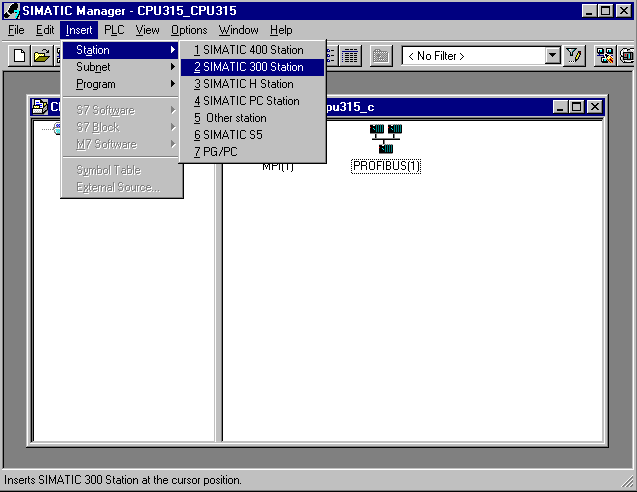 SIMATIC Manager - CPU315_CPU315
File Edit Insert PLC View Options Window Help
< No Filter >
Station
Subnet
Program
S7 Software
S7 Block
M7 Software
Symbol Table
External Source...
1 SIMATIC 400 Station
2 SIMATIC 300 Station
3 SIMATIC H Station
4 SIMATIC PC Station
5 Other station
6 SIMATIC S5
7 PG/PC
pu315_c
MPI(1)
PROFIBUS(1)
Inserts SIMATIC 300 Station at the cursor position.